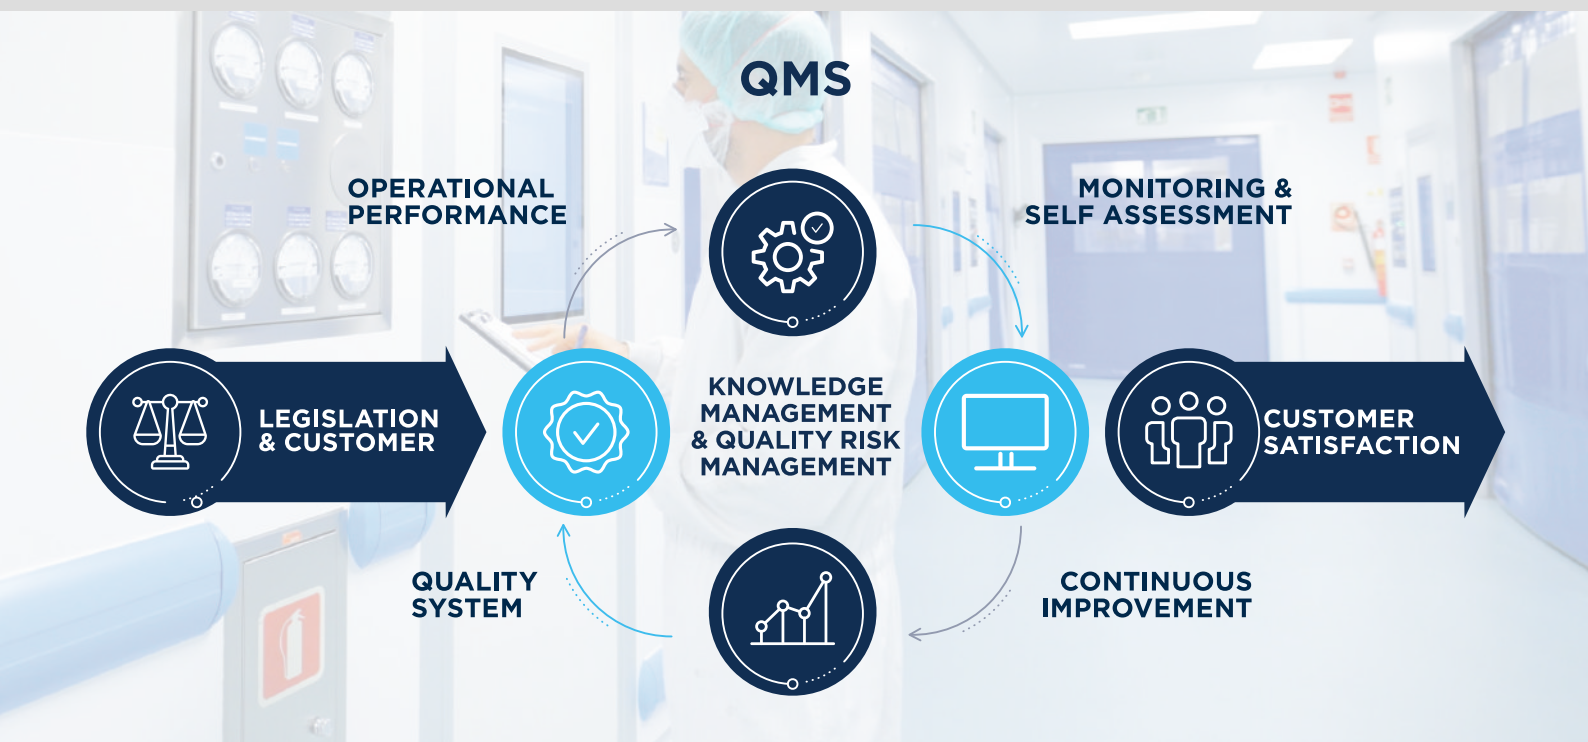 QMS
OPERATIONAL
PERFORMANCE
MONITORING &
SELF ASSESSMENT
LEGISLATION
& CUSTOMER
KNOWLEDGE
MANAGEMENT
& QUALITY RISK
MANAGEMENT
CUSTOMER
SATISFACTION
QUALITY
SYSTEM
CONTINUOUS
IMPROVEMENT